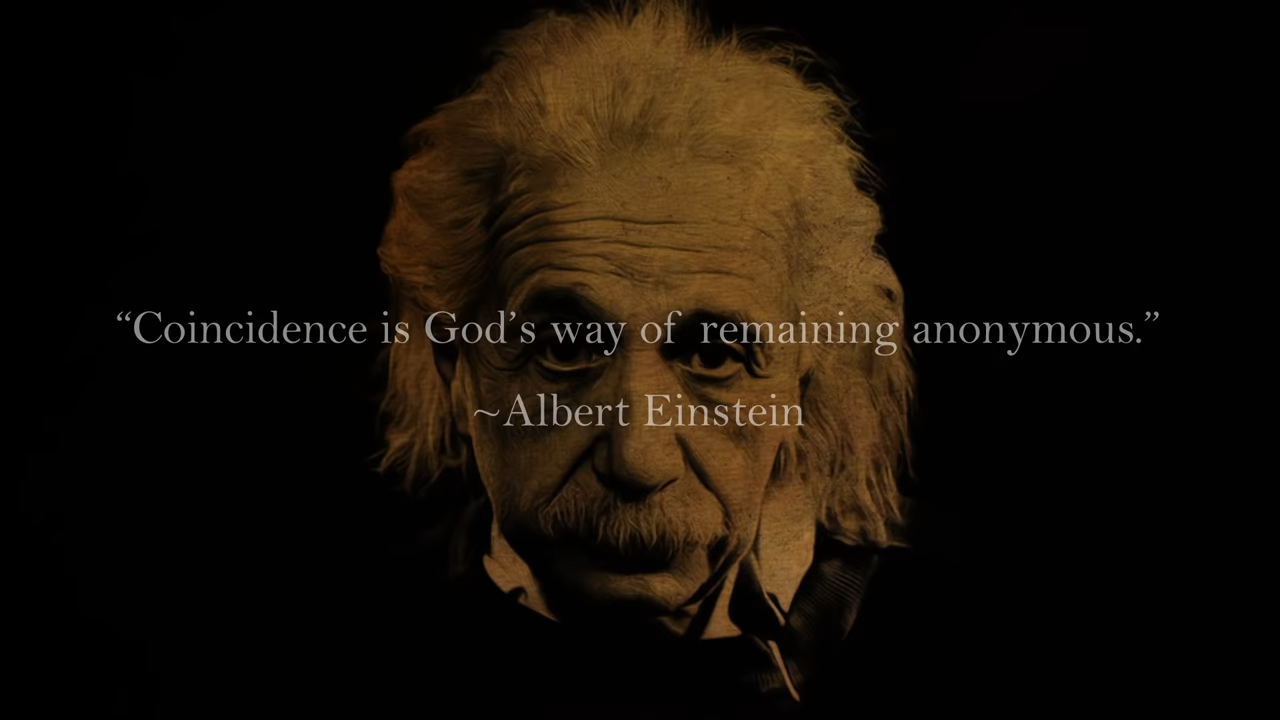 “Coincidence is God’s way of remaining anonymous.”
~Albert Einstein